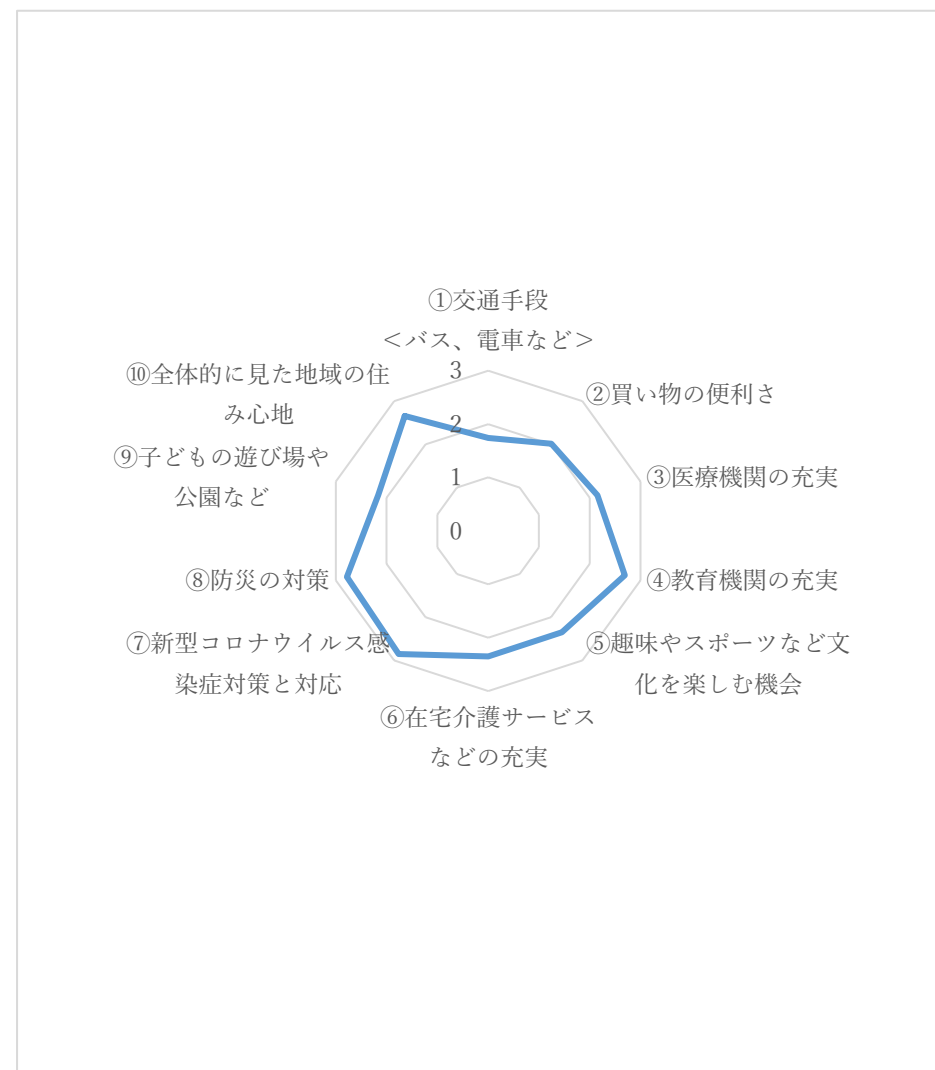 ①交通手段
＜バス、電車など＞
②買い物の便利さ
③医療機関の充実
④教育機関の充実
⑤趣味やスポーツなど文
化を楽しむ機会
⑥在宅介護サービス
などの充実
⑦新型コロナウイルス感
染症対策と対応
⑧防災の対策
⑨子どもの遊び場や
公園など
⑩全体的に見た地域の住
み心地
3
2
1
0